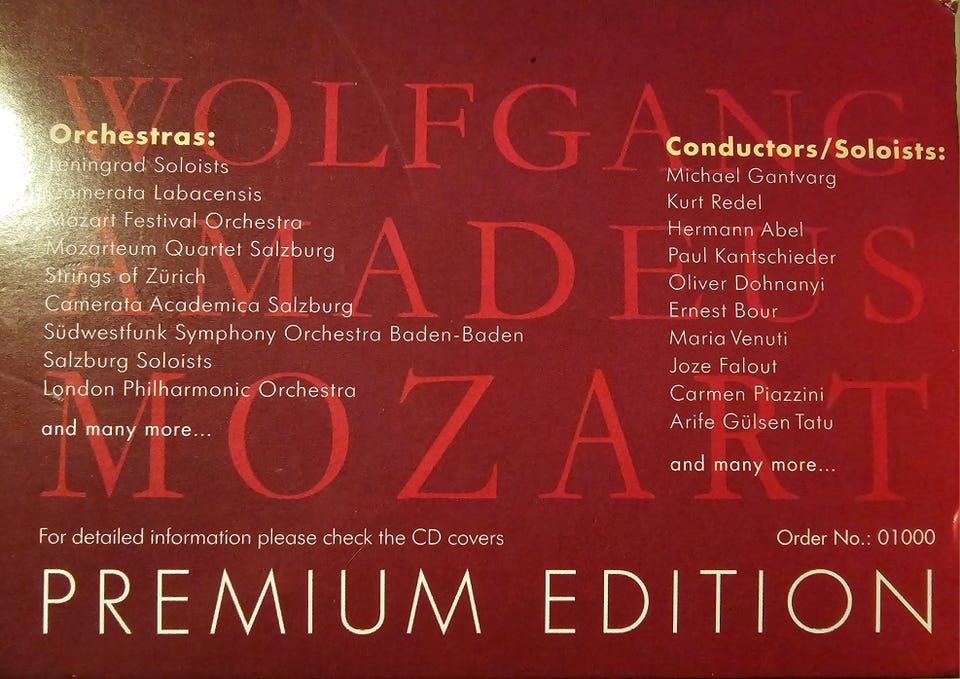 WOLFGANG
AMADEUS
MOZART
Orchestras:
Leningrad Soloists
Camerata Labacensis
Mozart Festival Orchestra
Mozarteum Quartet Salzburg
Strings of Zürich
Camerata Academica Salzburg
Südwestfunk Symphony Orchestra Baden-Baden
Salzburg Soloists
London Philharmonic Orchestra
and many more...
Conductors/Soloists:
Michael Gantvarg
Kurt Redel
Hermann Abel
Paul Kantschieder
Oliver Dohnanyi
Ernest Bour
Maria Venuti
Joze Falout
Carmen Piazzini
Arife Gülsen Tatu
and many more...
For detailed information please check the CD covers
Order No.: 01000
PREMIUM EDITION